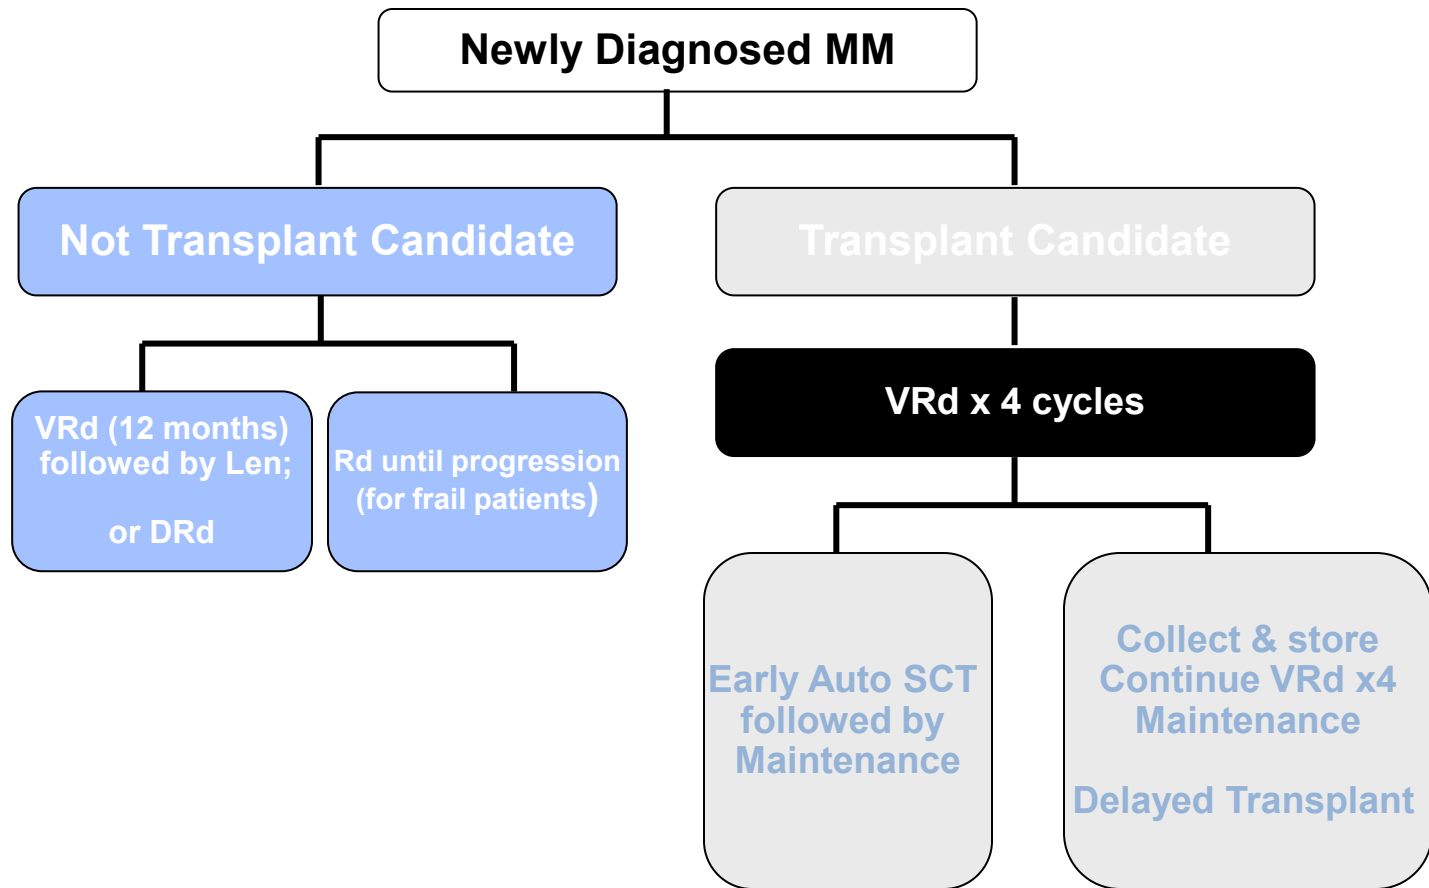 Newly Diagnosed MM
Not Transplant Candidate
Transplant Candidate
VRd (12 months)
followed by Len;
or DRd
Rd until progression
(for frail patients)
VRd x 4 cycles
Early Auto SCT
followed by
Maintenance
Collect & store
Continue VRd x4
Maintenance
Delayed Transplant